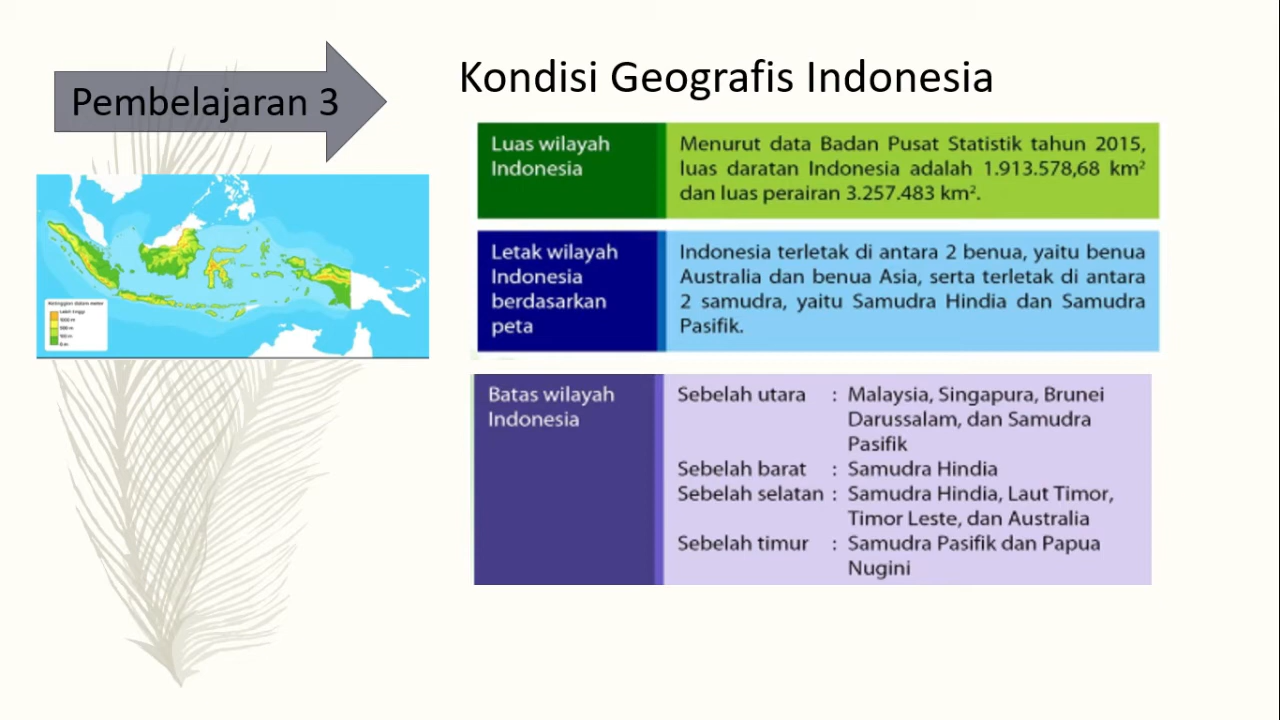 Pembelajaran 3
Kondisi Geografis Indonesia
Luas wilayah
Indonesia
Menurut data Badan Pusat Statistik tahun 2015,
luas daratan Indonesia adalah 1.913.578,68 km²
dan luas perairan 3.257.483 km².
Letak wilayah
Indonesia
berdasarkan
peta
Indonesia terletak di antara 2 benua, yaitu benua
Australia dan benua Asia, serta terletak di antara
2 samudra, yaitu Samudra Hindia dan Samudra
Pasifik.
Batas wilayah
Indonesia
Sebelah utara : Malaysia, Singapura, Brunei
Darussalam, dan Samudra
Pasifik
Sebelah barat : Samudra Hindia
Sebelah selatan : Samudra Hindia, Laut Timor,
Timor Leste, dan Australia
Sebelah timur : Samudra Pasifik dan Papua
Nugini